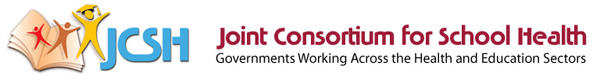 JCSH
Joint Consortium for School Health
Governments Working Across the Health and Education Sectors